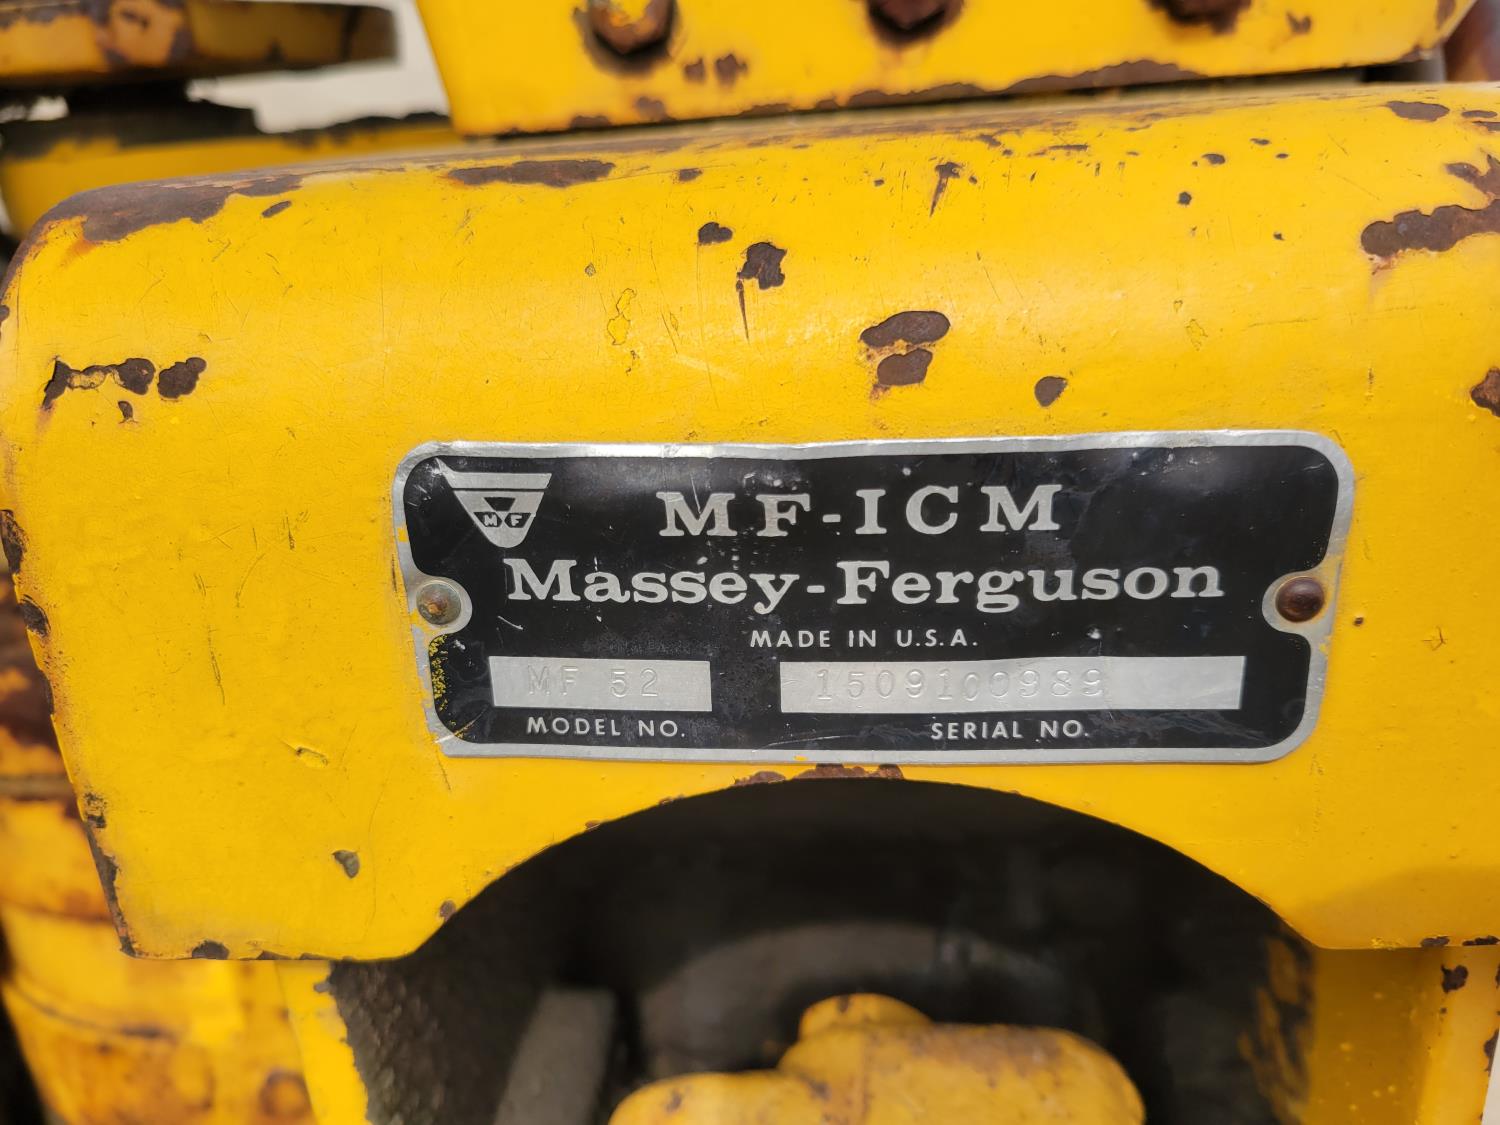 MF
MF-ICM
Massey-Ferguson
MADE IN U.S.A.
MF 52 1509100989
MODEL NO. SERIAL NO.